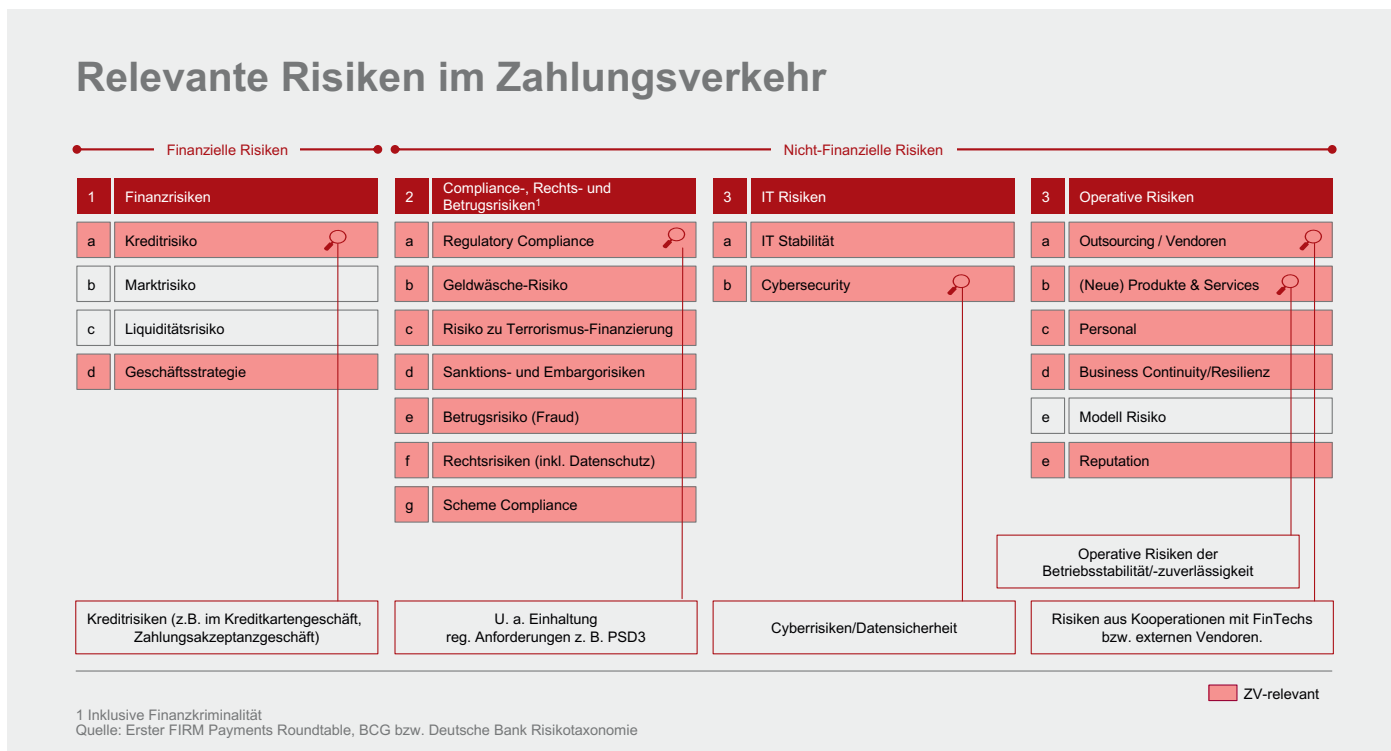 Relevante Risiken im Zahlungsverkehr
Finanzielle Risiken
Nicht-Finanzielle Risiken
1 Finanzrisiken
a Kreditrisiko
b Marktrisiko
c Liquiditätsrisiko
d Geschäftsstrategie
Kreditrisiken (z.B. im Kreditkartengeschäft,
Zahlungsakzeptanzgeschäft)
2 Compliance-, Rechts- und
Betrugsrisiken¹
a Regulatory Compliance
b Geldwäsche-Risiko
c Risiko zu Terrorismus-Finanzierung
d Sanktions- und Embargorisiken
e Betrugsrisiko (Fraud)
f Rechtsrisiken (inkl. Datenschutz)
g Scheme Compliance
U. a. Einhaltung
reg. Anforderungen z. B. PSD3
3 IT Risiken
a IT Stabilität
b Cybersecurity
Cyberrisiken/Datensicherheit
3 Operative Risiken
a Outsourcing / Vendoren
b (Neue) Produkte & Services
c Personal
d Business Continuity/Resilienz
e Modell Risiko
e Reputation
Operative Risiken der
Betriebsstabilität/-zuverlässigkeit
Risiken aus Kooperationen mit FinTechs
bzw. externen Vendoren.
ZV-relevant
1 Inklusive Finanzkriminalität
Quelle: Erster FIRM Payments Roundtable, BCG bzw. Deutsche Bank Risikotaxonomie